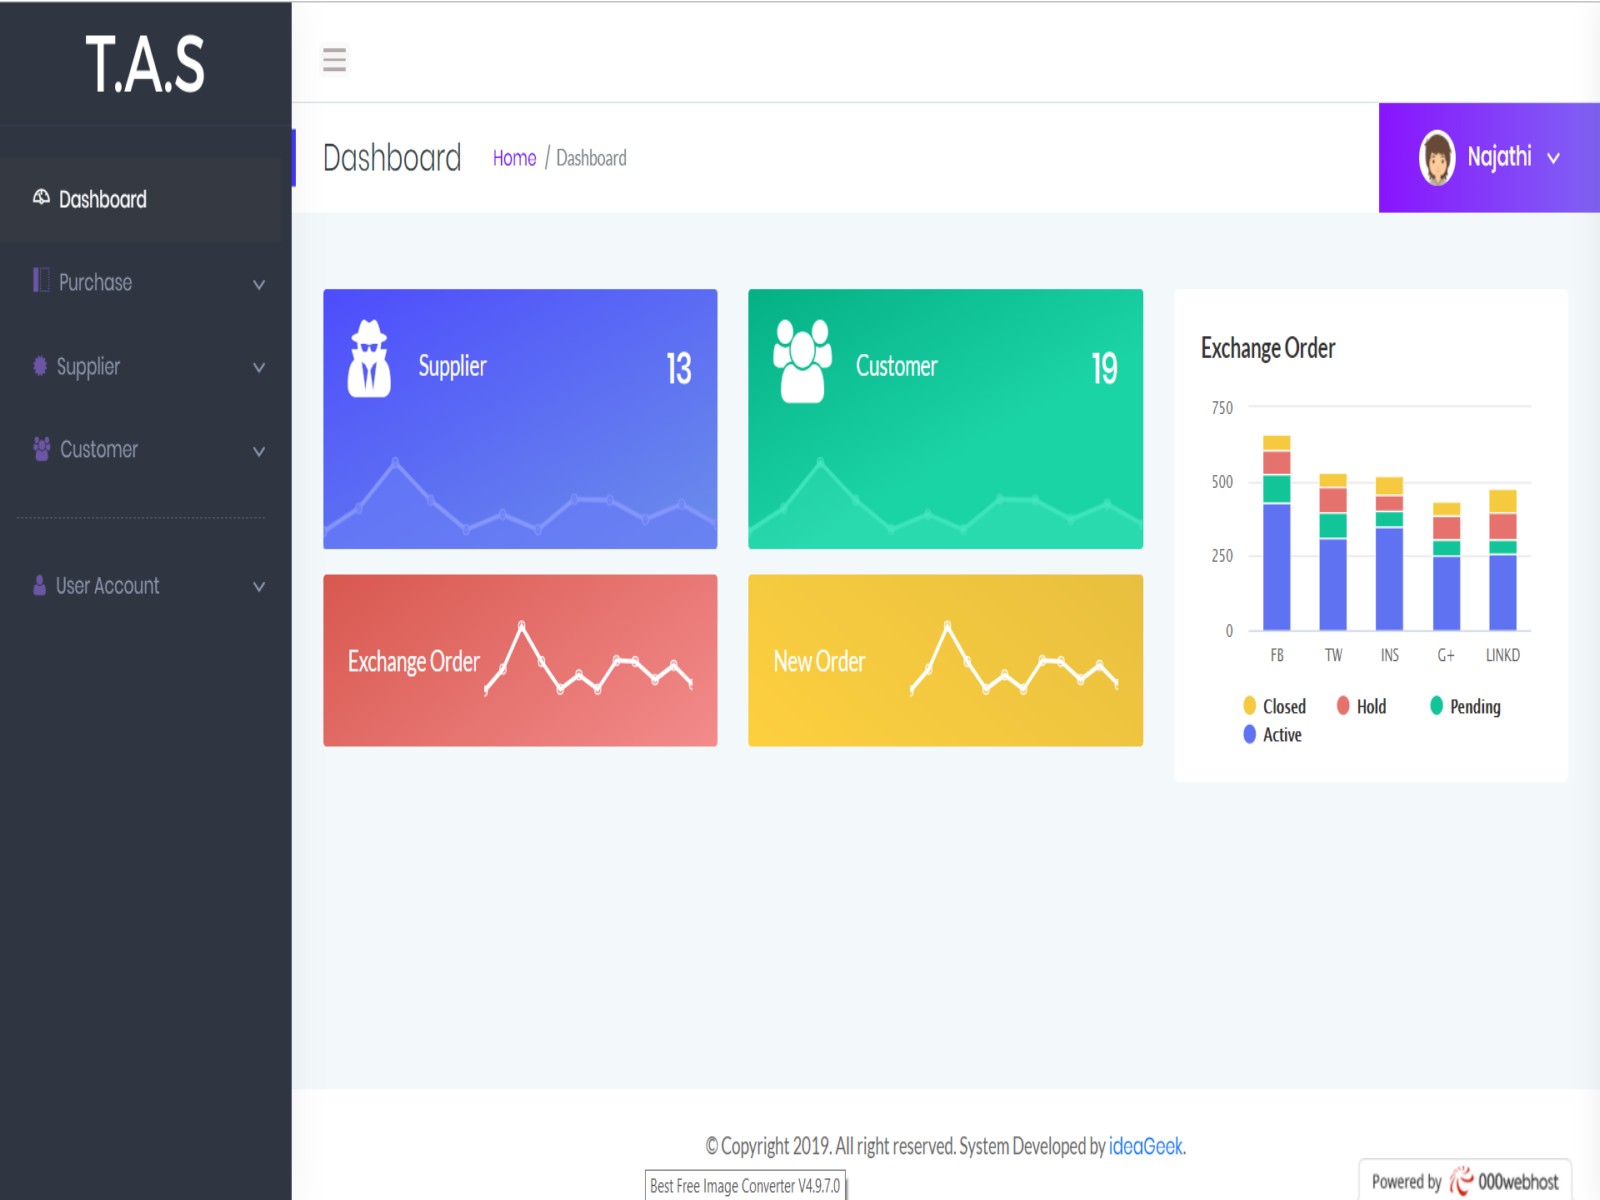 T.A.S
Dashboard
Purchase
Supplier
Customer
User Account
Dashboard
Home / Dashboard
Najathi
Supplier
13
Customer
19
Exchange Order
New Order
Exchange Order
750
500
250
0
FB TW INS G+ LINKD
Closed Hold Pending
Active
© Copyright 2019. All right reserved. System Developed by ideaGeek.
Best Free Image Converter V4.9.7.0
Powered by 000webhost